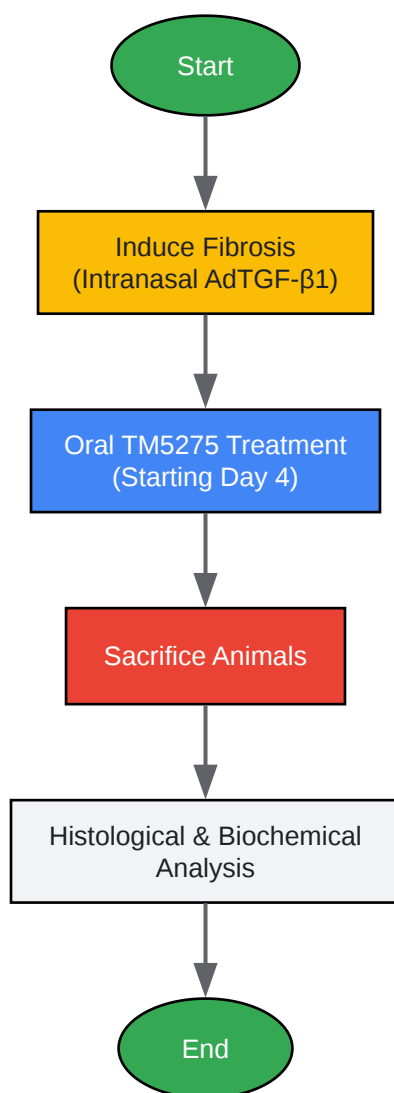 Start
Induce Fibrosis
(Intranasal AdTGF-β1)
Oral TM5275 Treatment
(Starting Day 4)
Sacrifice Animals
Histological & Biochemical
Analysis
End